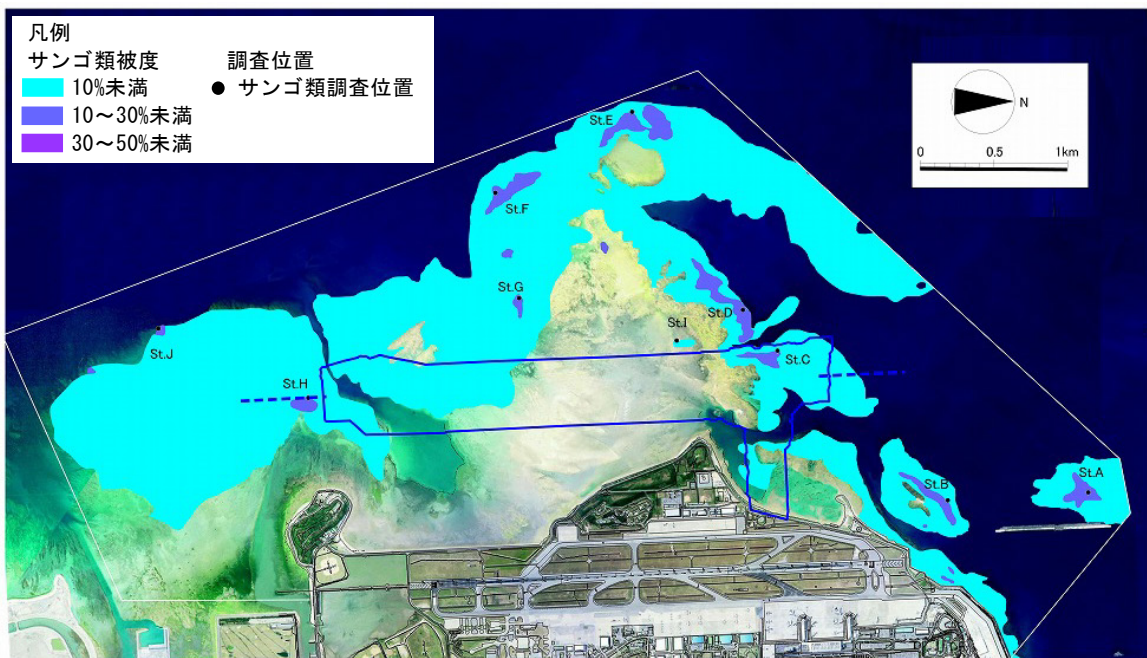 凡例
サンゴ類被度 調査位置
10%未満 ● サンゴ類調査位置
10～30%未満
30～50%未満
N
0 0.5 1km
St.E
St.F
St.G
St.D
St.I
St.J
St.C
St.H
St.A
St.B